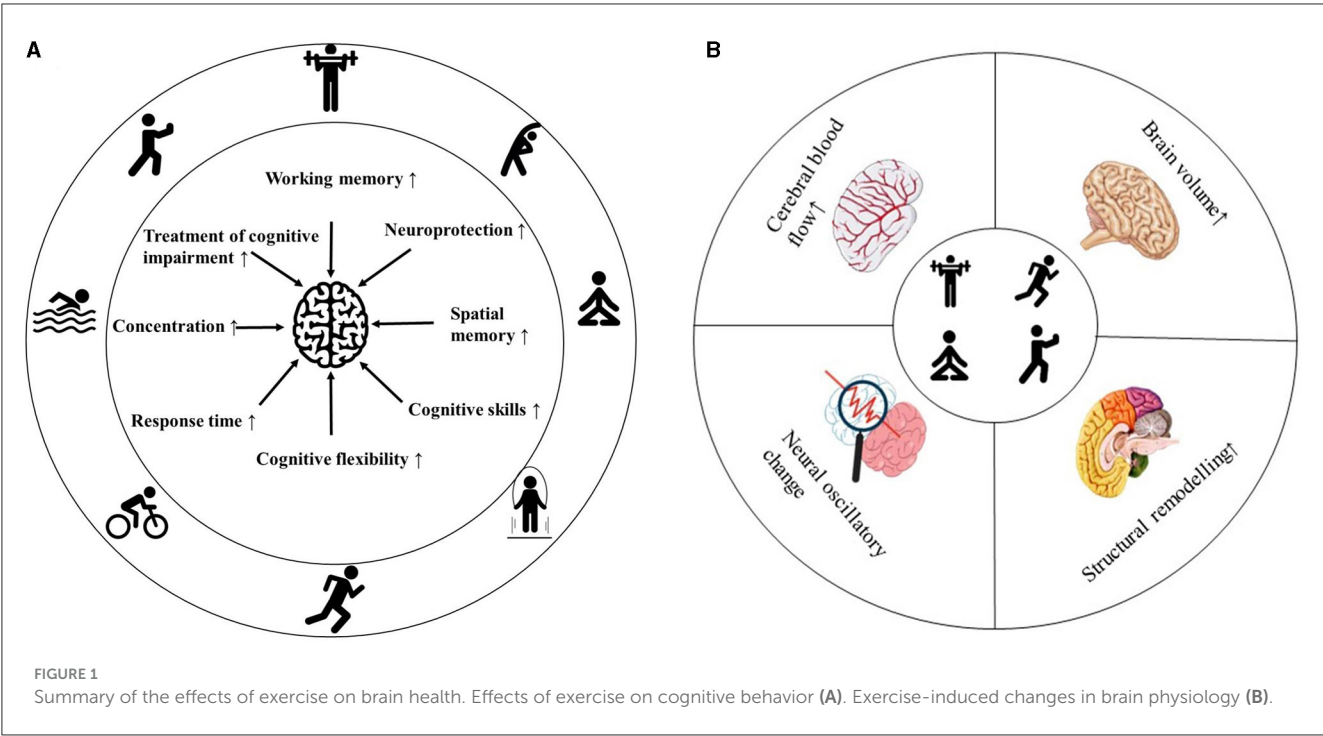 A
Working memory ↑
Treatment of cognitive
impairment ↑
Neuroprotection ↑
Concentration ↑
Spatial
memory ↑
Response time ↑
Cognitive skills ↑
Cognitive flexibility ↑
B
Cerebral blood
flow↑
Brain volume↑
Neural oscillatory
change
Structural remodelling↑
FIGURE 1
Summary of the effects of exercise on brain health. Effects of exercise on cognitive behavior (A). Exercise-induced changes in brain physiology (B).